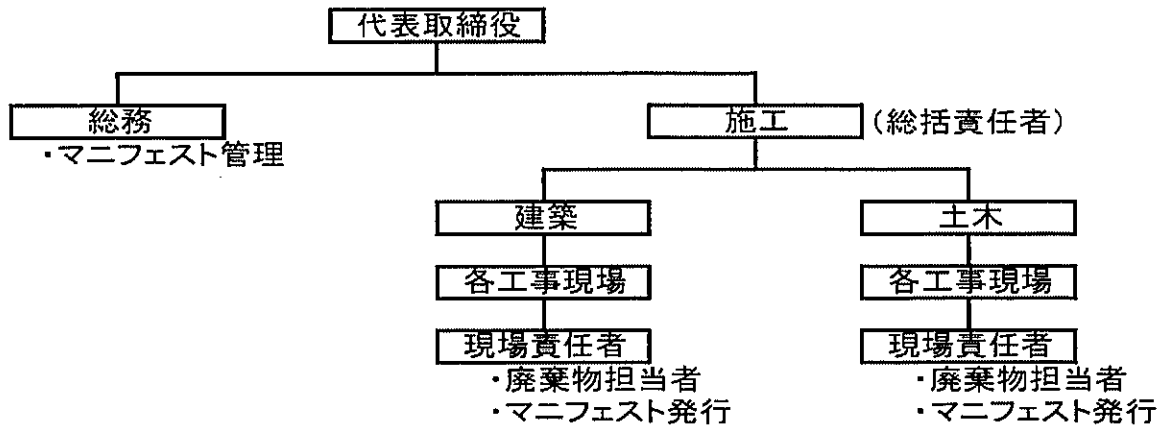 代表取締役
総務
・マニフェスト管理
施工 (総括責任者)
建築
土木
各工事現場
各工事現場
現場責任者
現場責任者
・廃棄物担当者
・廃棄物担当者
・マニフェスト発行
・マニフェスト発行